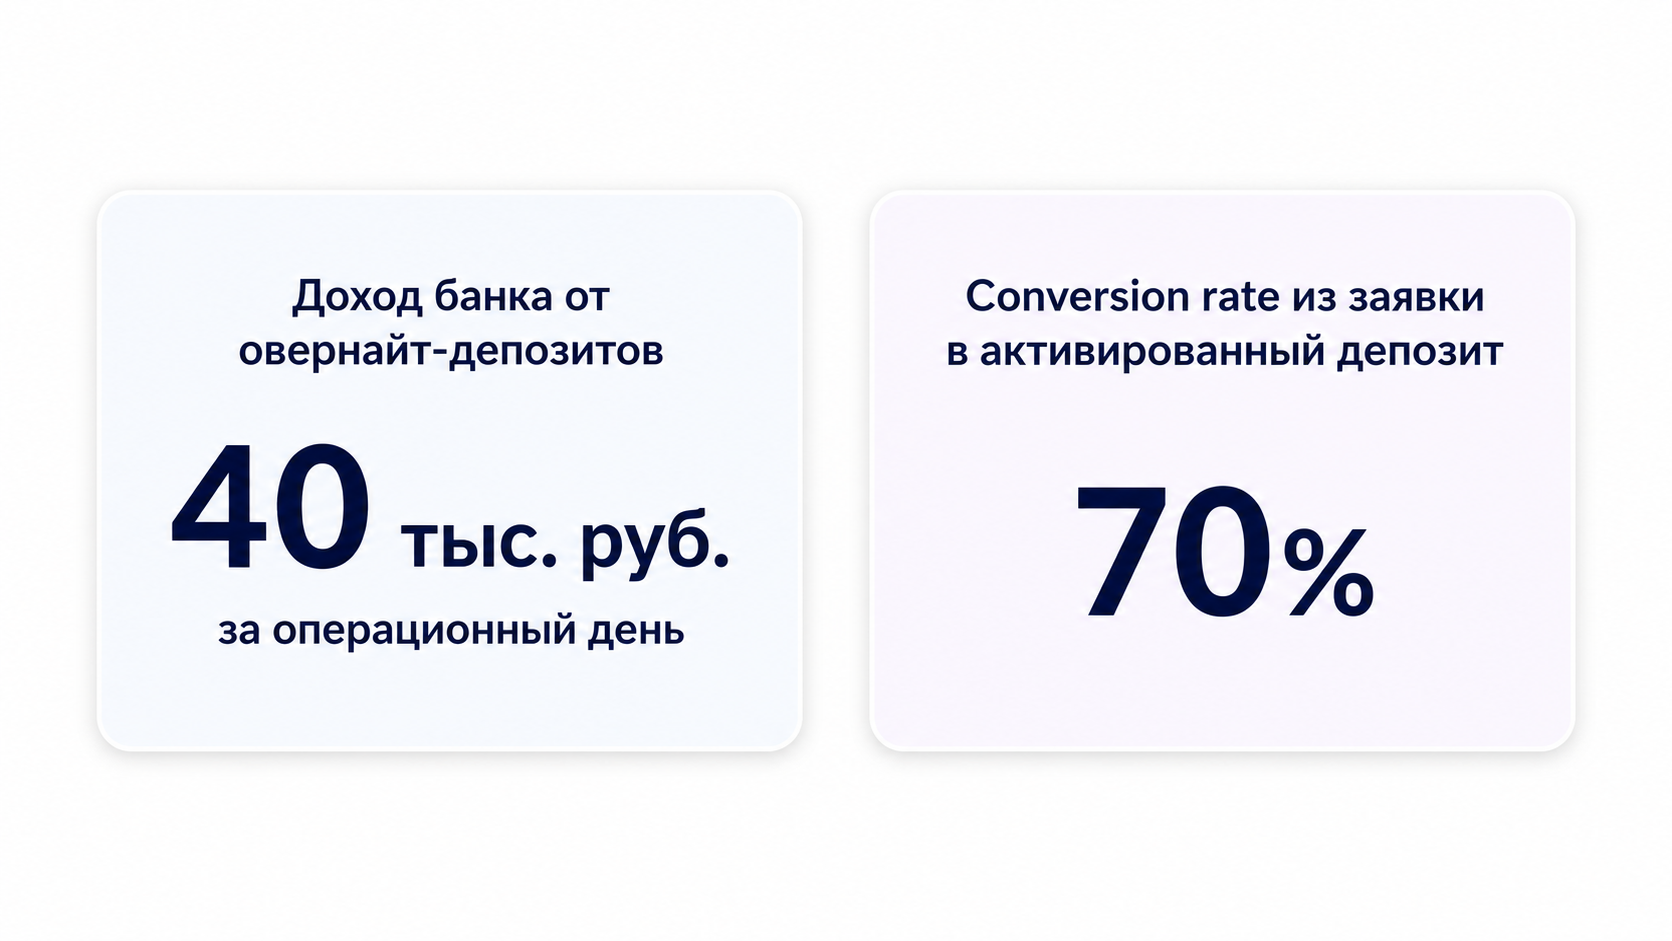 Доход банка от
овернайт-депозитов
40 тыс. руб.
за операционный день
Conversion rate из заявки
в активированный депозит
70%